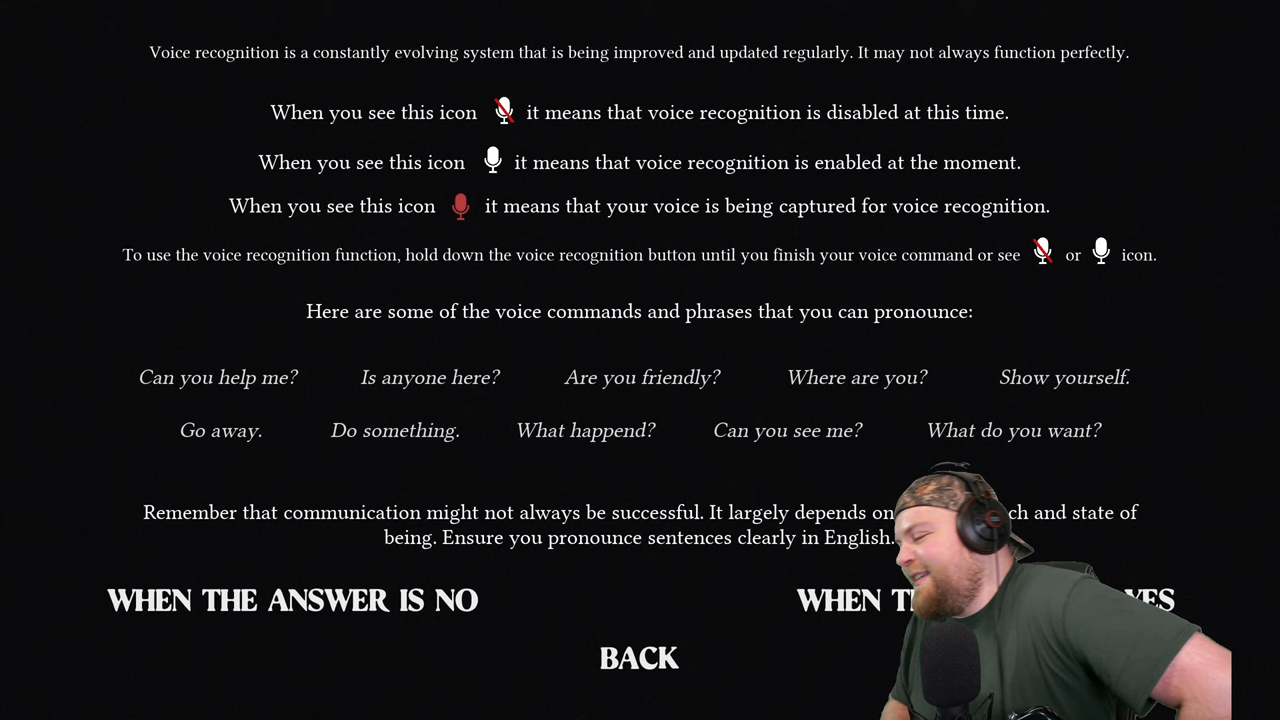 Voice recognition is a constantly evolving system that is being improved and updated regularly. It may not always function perfectly.
When you see this icon it means that voice recognition is disabled at this time.
When you see this icon it means that voice recognition is enabled at the moment.
When you see this icon it means that your voice is being captured for voice recognition.
To use the voice recognition function, hold down the voice recognition button until you finish your voice command or see or icon.
Here are some of the voice commands and phrases that you can pronounce:
Can you help me? Is anyone here? Are you friendly? Where are you? Show yourself.
Go away. Do something. What happend? Can you see me? What do you want?
Remember that communication might not always be successful. It largely depends on and state of
being. Ensure you pronounce sentences clearly in English.
WHEN THE ANSWER IS NO WHEN YES
BACK